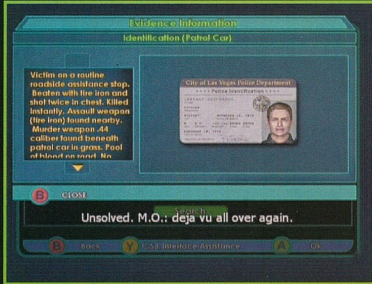 Evidence Information
Identification (Patrol Car)
Victim on a routine
roadside assistance stop.
Beaten with tire iron and
shot twice in chest. Killed
instantly. Assault weapon
(tire iron) found nearby.
Murder weapon .44
caliber found beneath
patrol car in grass. Pool
of blood on road. No
City of Las Vegas Police Department
Police Identification
B CLOSE
Search
Unsolved. M.O.: deja vu all over again.
B Back Y C.S.I. Interface Assistance A Ok